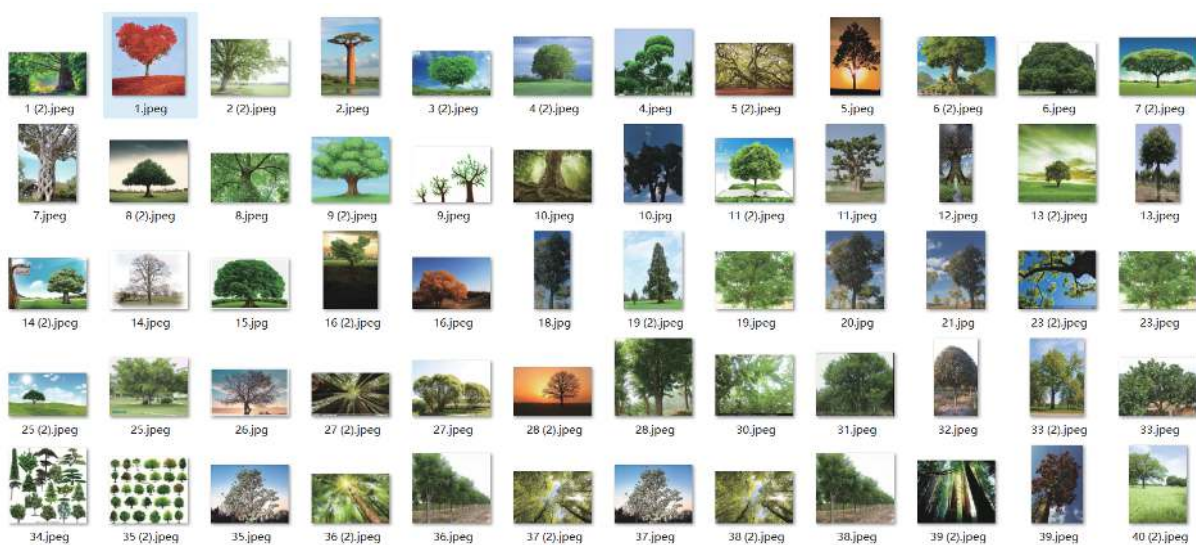 1 (2).jpeg 1.jpeg 2 (2).jpeg 2.jpeg 3 (2).jpeg 4 (2).jpeg 4.jpeg 5 (2).jpeg 5.jpeg 6 (2).jpeg 6.jpeg 7 (2).jpeg
7.jpeg 8 (2).jpeg 8.jpeg 9 (2).jpeg 9.jpeg 10.jpeg 10.jpg 11 (2).jpeg 11.jpeg 12.jpeg 13 (2).jpeg 13.jpeg
14 (2).jpeg 14.jpeg 15.jpg 16 (2).jpeg 16.jpeg 18.jpg 19 (2).jpeg 19.jpeg 20.jpg 21.jpg 23 (2).jpeg 23.jpeg
25 (2).jpeg 25.jpeg 26.jpg 27 (2).jpeg 27.jpeg 28 (2).jpeg 28.jpeg 30.jpeg 31.jpeg 32.jpeg 33 (2).jpeg 33.jpeg
34.jpeg 35 (2).jpeg 35.jpeg 36 (2).jpeg 36.jpeg 37 (2).jpeg 37.jpeg 38 (2).jpeg 38.jpeg 39 (2).jpeg 39.jpeg 40 (2).jpeg